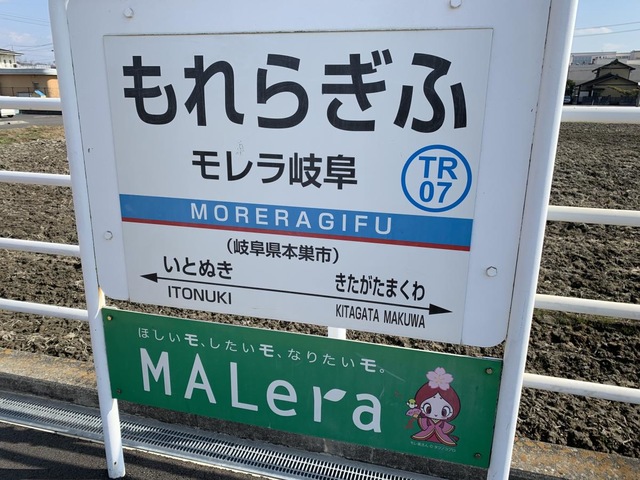 もれらぎふ
モレラ岐阜
TR
07
MORERAGIFU
(岐阜県本巣市)
いとぬき きたがたまくわ
ITONUKI KITAGATA MAKUWA
ほしいモ、したいモ、なりたいモ。
MALera